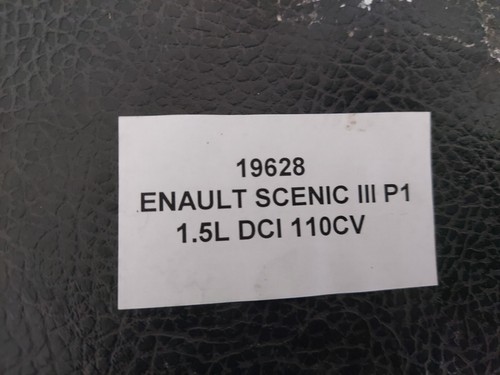 19628
ENAULT SCENIC III P1
1.5L DCI 110CV